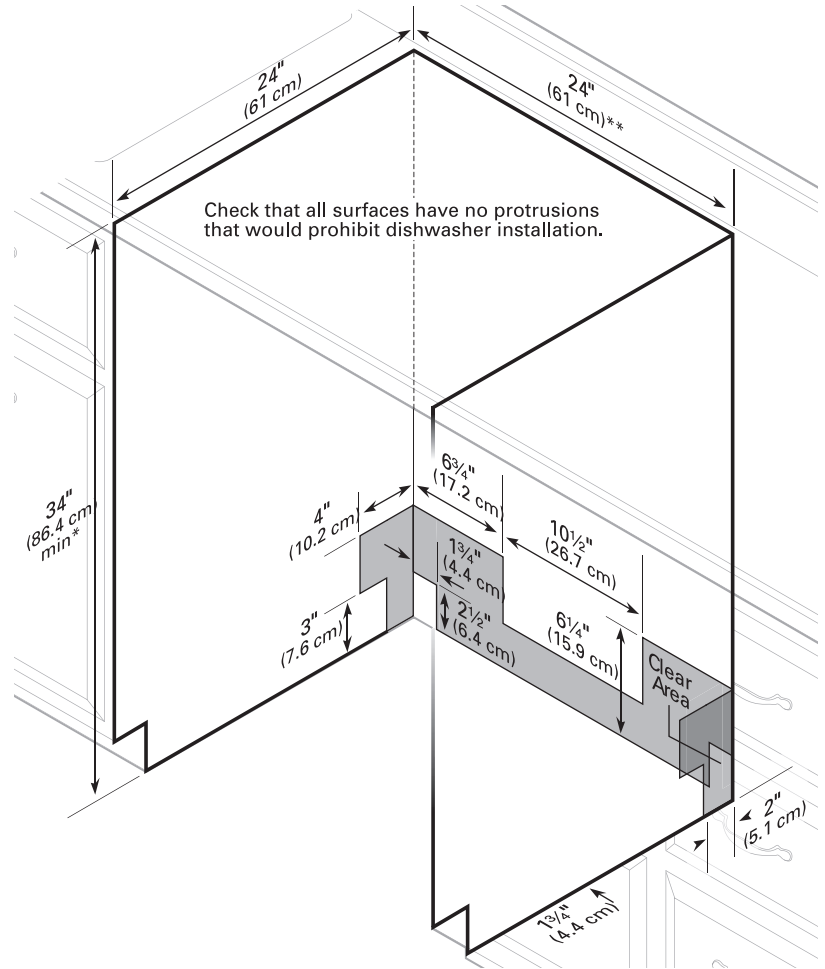 24"
(61 cm)
24"
(61 cm)**
Check that all surfaces have no protrusions
that would prohibit dishwasher installation.
34"
(86.4 cm)
min*
4"
(10.2 cm)
6¾"
(17.2 cm)
10½"
(26.7 cm)
1¾"
(4.4 cm)
3"
(7.6 cm)
2½"
(6.4 cm)
6¼"
(15.9 cm)
Clear
Area
2"
(5.1 cm)
1¾"
(4.4 cm)